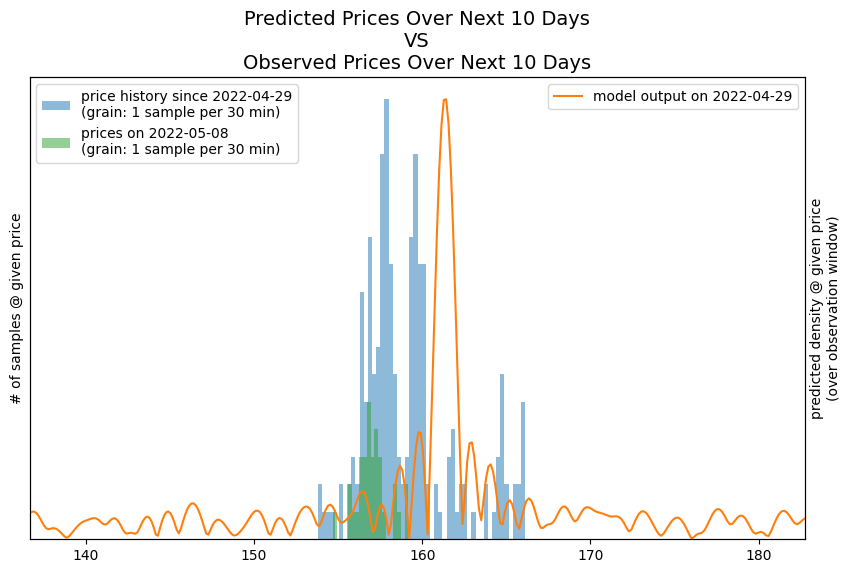 Predicted Prices Over Next 10 Days
VS
Observed Prices Over Next 10 Days
price history since 2022-04-29
(grain: 1 sample per 30 min)
prices on 2022-05-08
(grain: 1 sample per 30 min)
model output on 2022-04-29
# of samples @ given price
predicted density @ given price
(over observation window)
140
150
160
170
180